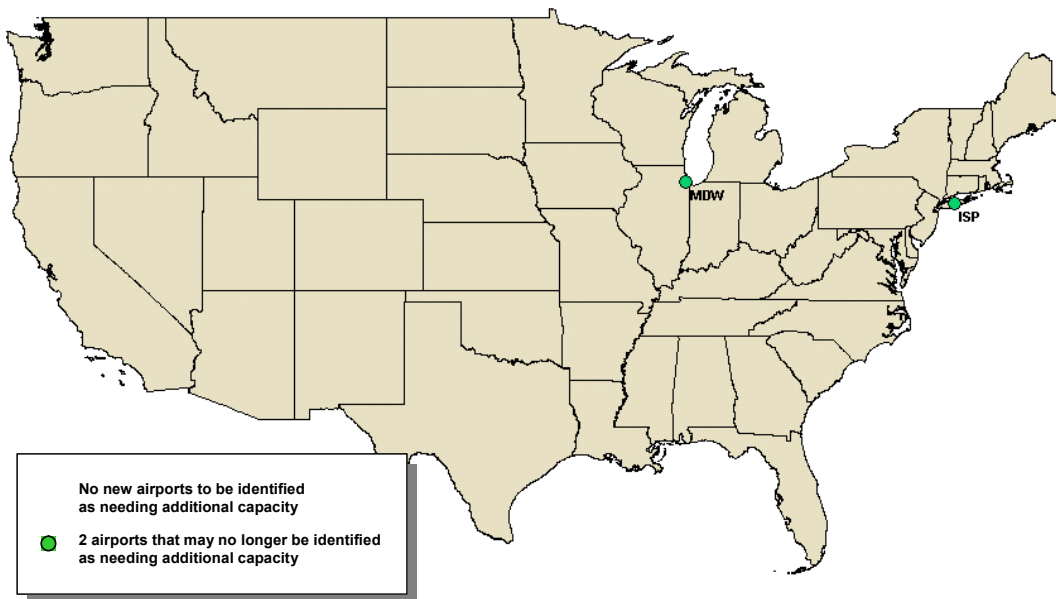 MDW
ISP
No new airports to be identified
as needing additional capacity
2 airports that may no longer be identified
as needing additional capacity